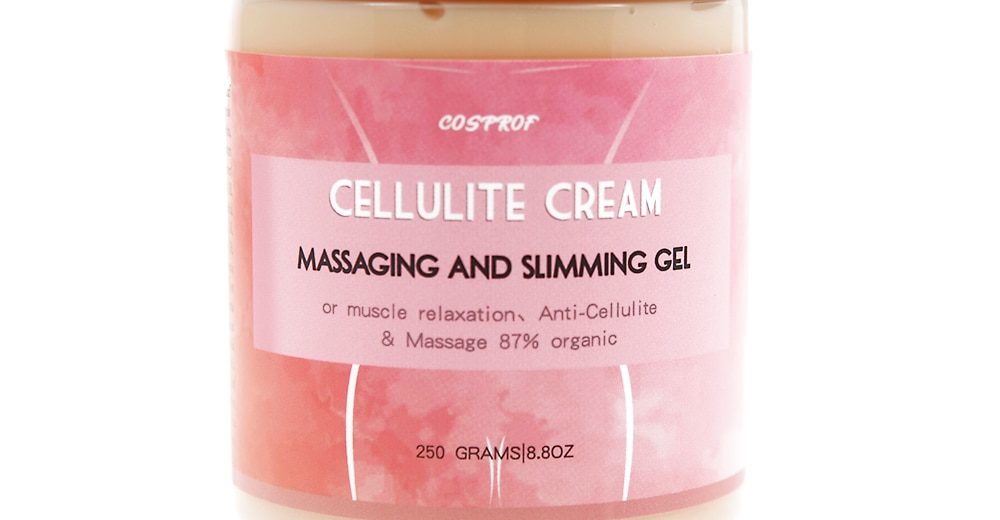 COSPROF
CELLULITE CREAM
MASSAGING AND SLIMMING GEL
or muscle relaxation、Anti-Cellulite
& Massage 87% organic
250 GRAMS|8.8OZ